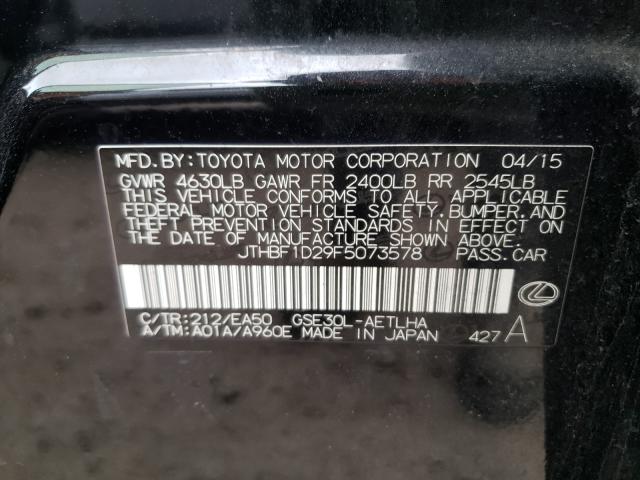 MFD.BY:TOYOTA MOTOR CORPORATION 04/15
GVWR 4630LB GAWR FR 2400LB RR 2545LB
THIS VEHICLE CONFORMS TO ALL APPLICABLE
FEDERAL MOTOR VEHICLE SAFETY,BUMPER,AND
THEFT PREVENTION STANDARDS IN EFFECT ON
THE DATE OF MANUFACTURE SHOWN ABOVE.
JTHBF1D29F5073578 PASS.CAR
C/TR:212/EA50 GSE30L-AETLHA
A/TM:A01A/A960E MADE IN JAPAN 427A